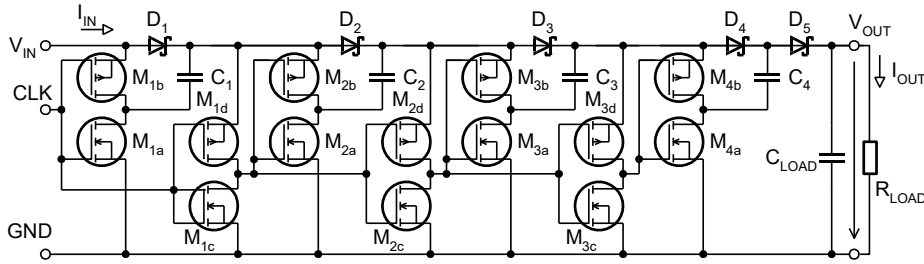 I_IN D_1 D_2 D_3 D_4 D_5 V_OUT
V_IN M_1b C_1 M_2b C_2 M_3b C_3 M_4b C_4 I_OUT
CLK M_1d M_2d M_3d
M_1a M_2a M_3a M_4a
C_LOAD R_LOAD
GND M_1c M_2c M_3c